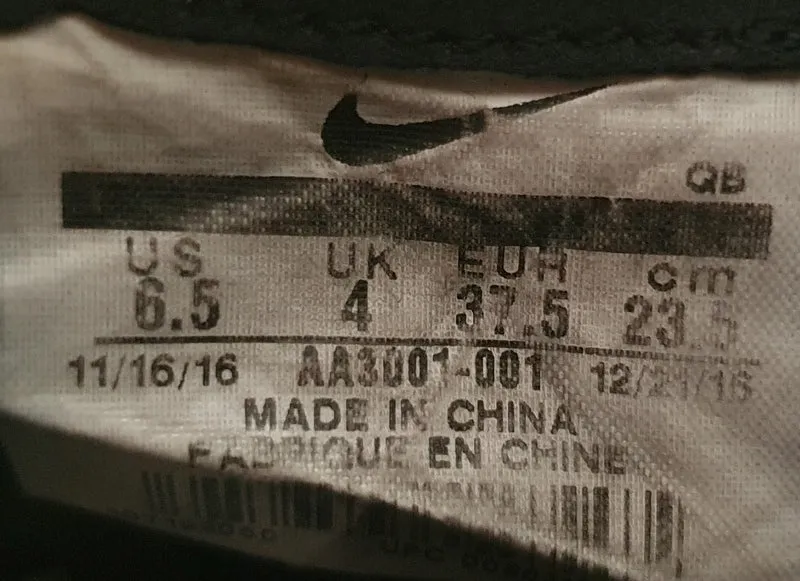 QB
US UK EUR cm
6.5 4 37.5 23.5
11/16/16 AA3001-001 12/21/16
MADE IN CHINA
FABRIQUE EN CHINE
UPC